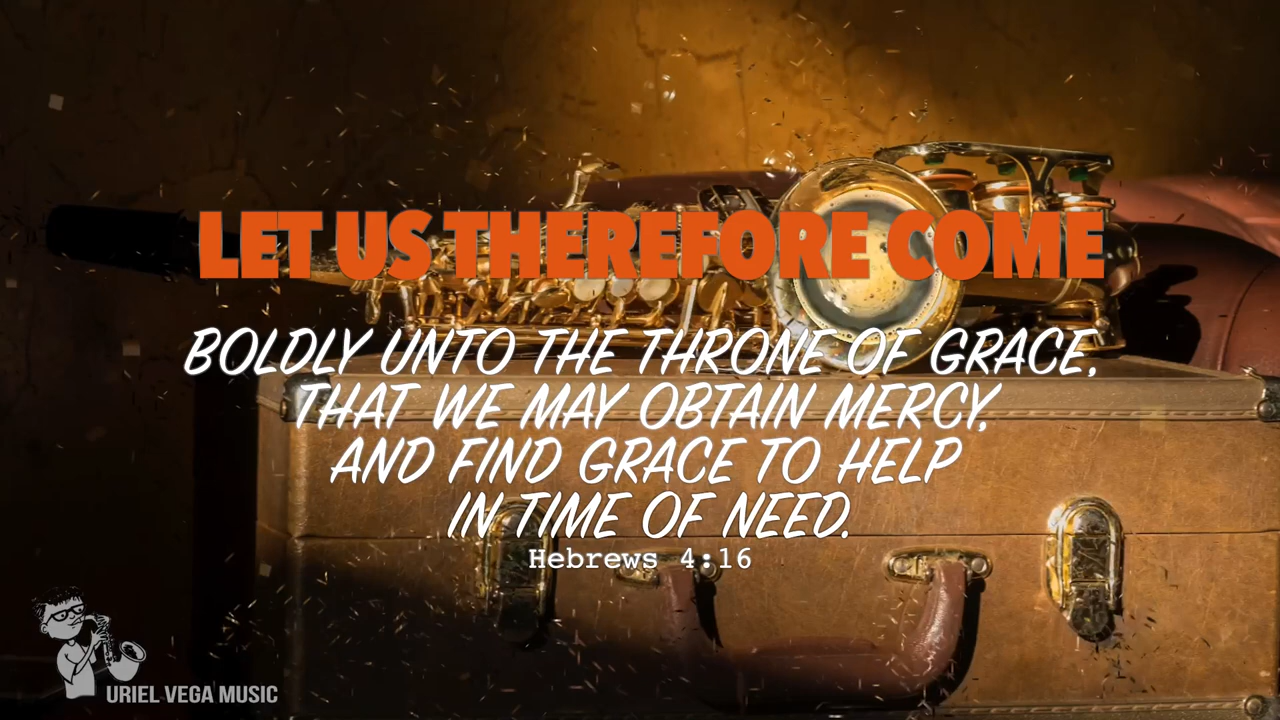 LET US THEREFORE COME
BOLDLY UNTO THE THRONE OF GRACE,
THAT WE MAY OBTAIN MERCY,
AND FIND GRACE TO HELP
IN TIME OF NEED.
Hebrews 4:16
URIEL VEGA MUSIC